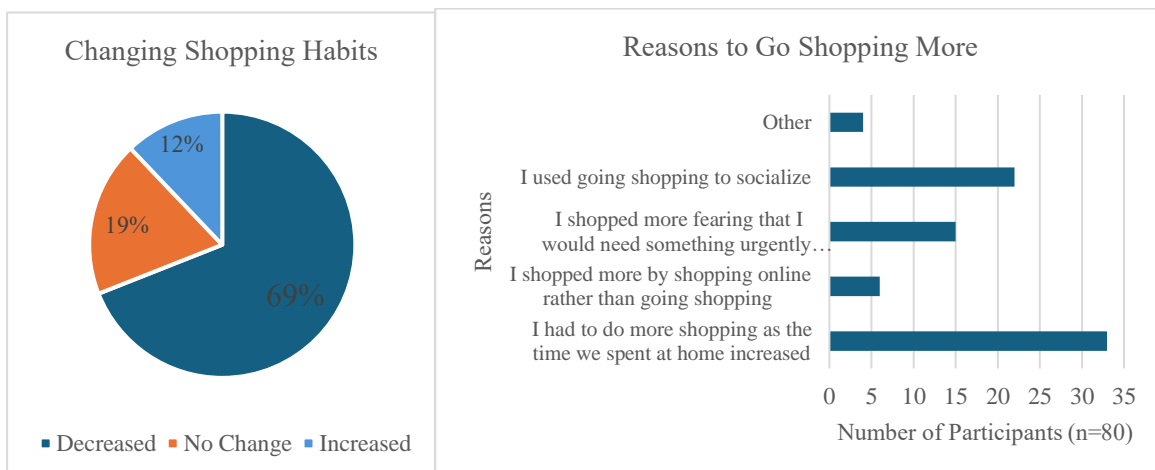 Changing Shopping Habits
12%
19%
69%
Decreased No Change Increased
Reasons to Go Shopping More
Reasons
Other
I used going shopping to socialize
I shopped more fearing that I
would need something urgently…
I shopped more by shopping online
rather than going shopping
I had to do more shopping as the
time we spent at home increased
0 5 10 15 20 25 30 35
Number of Participants (n=80)